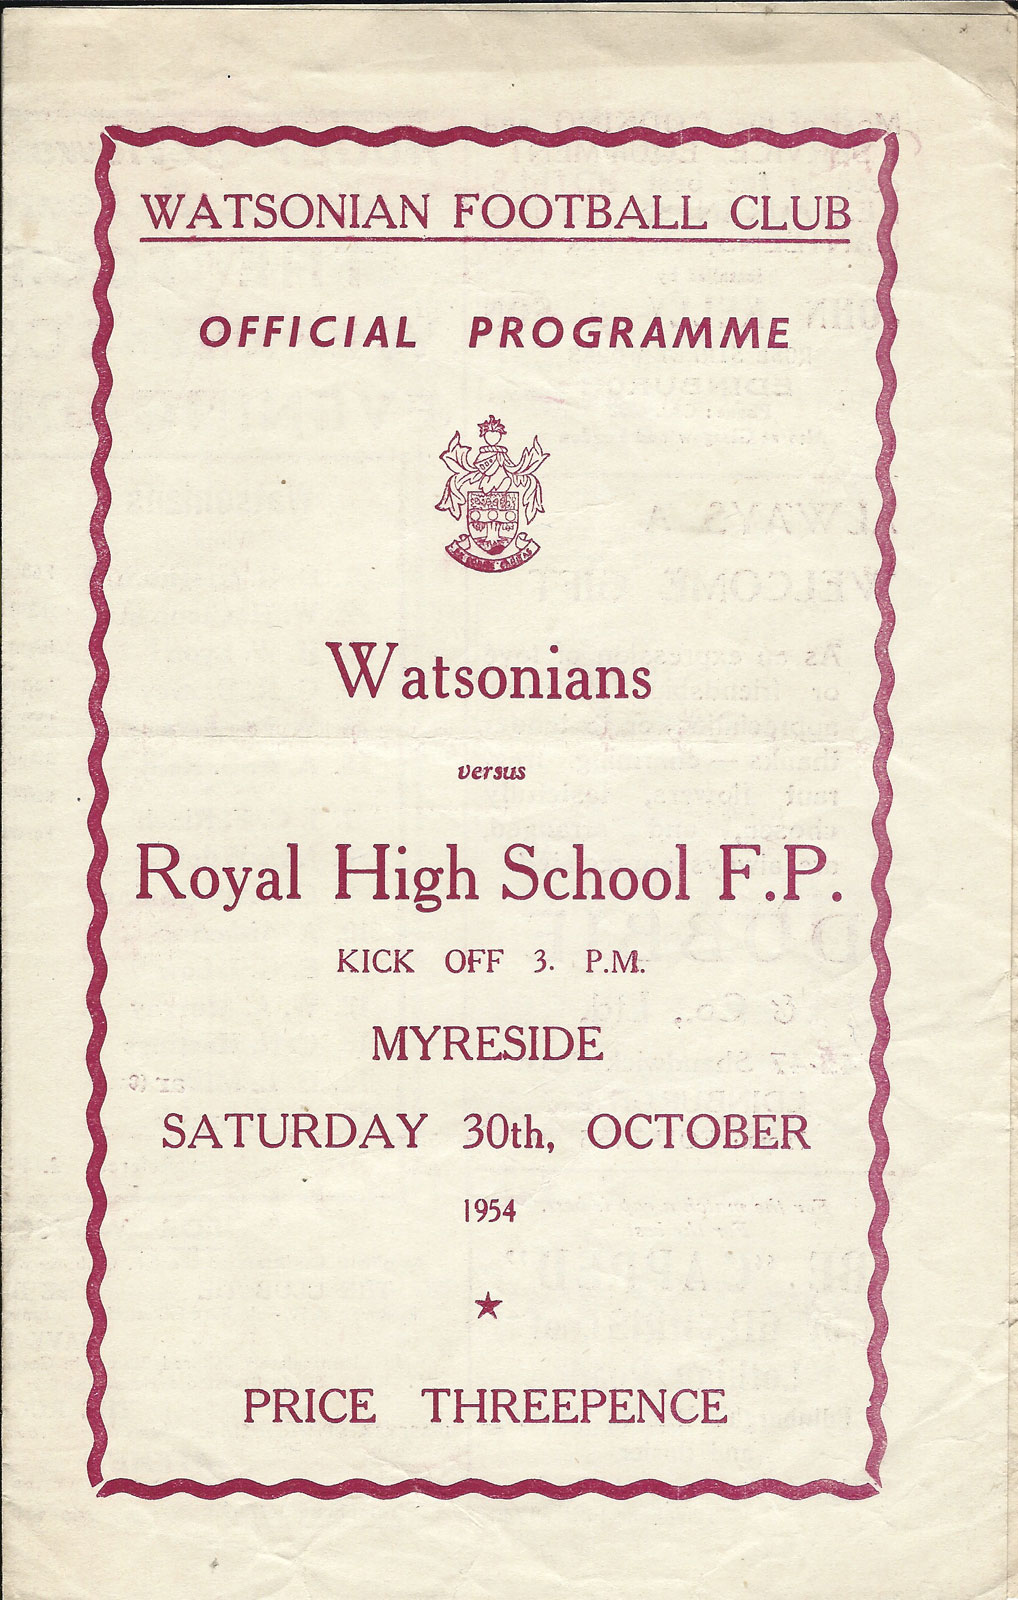 WATSONIAN FOOTBALL CLUB
OFFICIAL PROGRAMME
Watsonians
versus
Royal High School F.P.
KICK OFF 3. P.M.
MYRESIDE
SATURDAY 30th, OCTOBER
1954
PRICE THREEPENCE